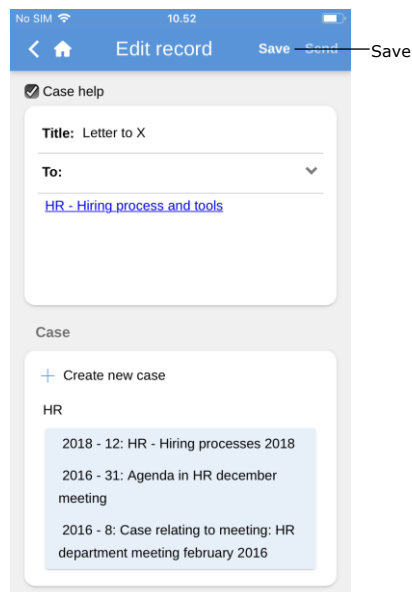 No SIM 10.52
Edit record Save Send Save
Case help
Title: Letter to X
To:
HR - Hiring process and tools
Case
Create new case
HR
2018 - 12: HR - Hiring processes 2018
2016 - 31: Agenda in HR december
meeting
2016 - 8: Case relating to meeting: HR
department meeting february 2016